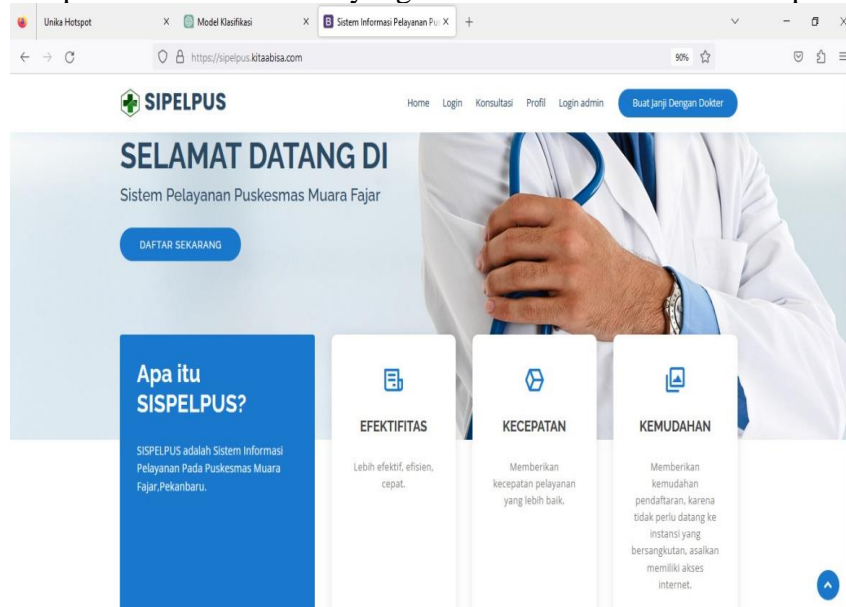 Unika Hotspot
Model Klasifikasi
Sistem Informasi Pelayanan Pu
https://sipelpus.kitaabisa.com
90%
SIPELPUS
Home Login Konsultasi Profil Login admin Buat Janji Dengan Dokter
SELAMAT DATANG DI
Sistem Pelayanan Puskesmas Muara Fajar
DAFTAR SEKARANG
Apa itu
SISPELPUS?
SISPELPUS adalah Sistem Informasi
Pelayanan Pada Puskesmas Muara
Fajar,Pekanbaru.
EFEKTIFITAS
Lebih efektif, efisien,
cepat.
KECEPATAN
Memberikan
kecepatan pelayanan
yang lebih baik.
KEMUDAHAN
Memberikan
kemudahan
pendaftaran, karena
tidak perlu datang ke
instansi yang
bersangkutan, asalkan
memiliki akses
internet.